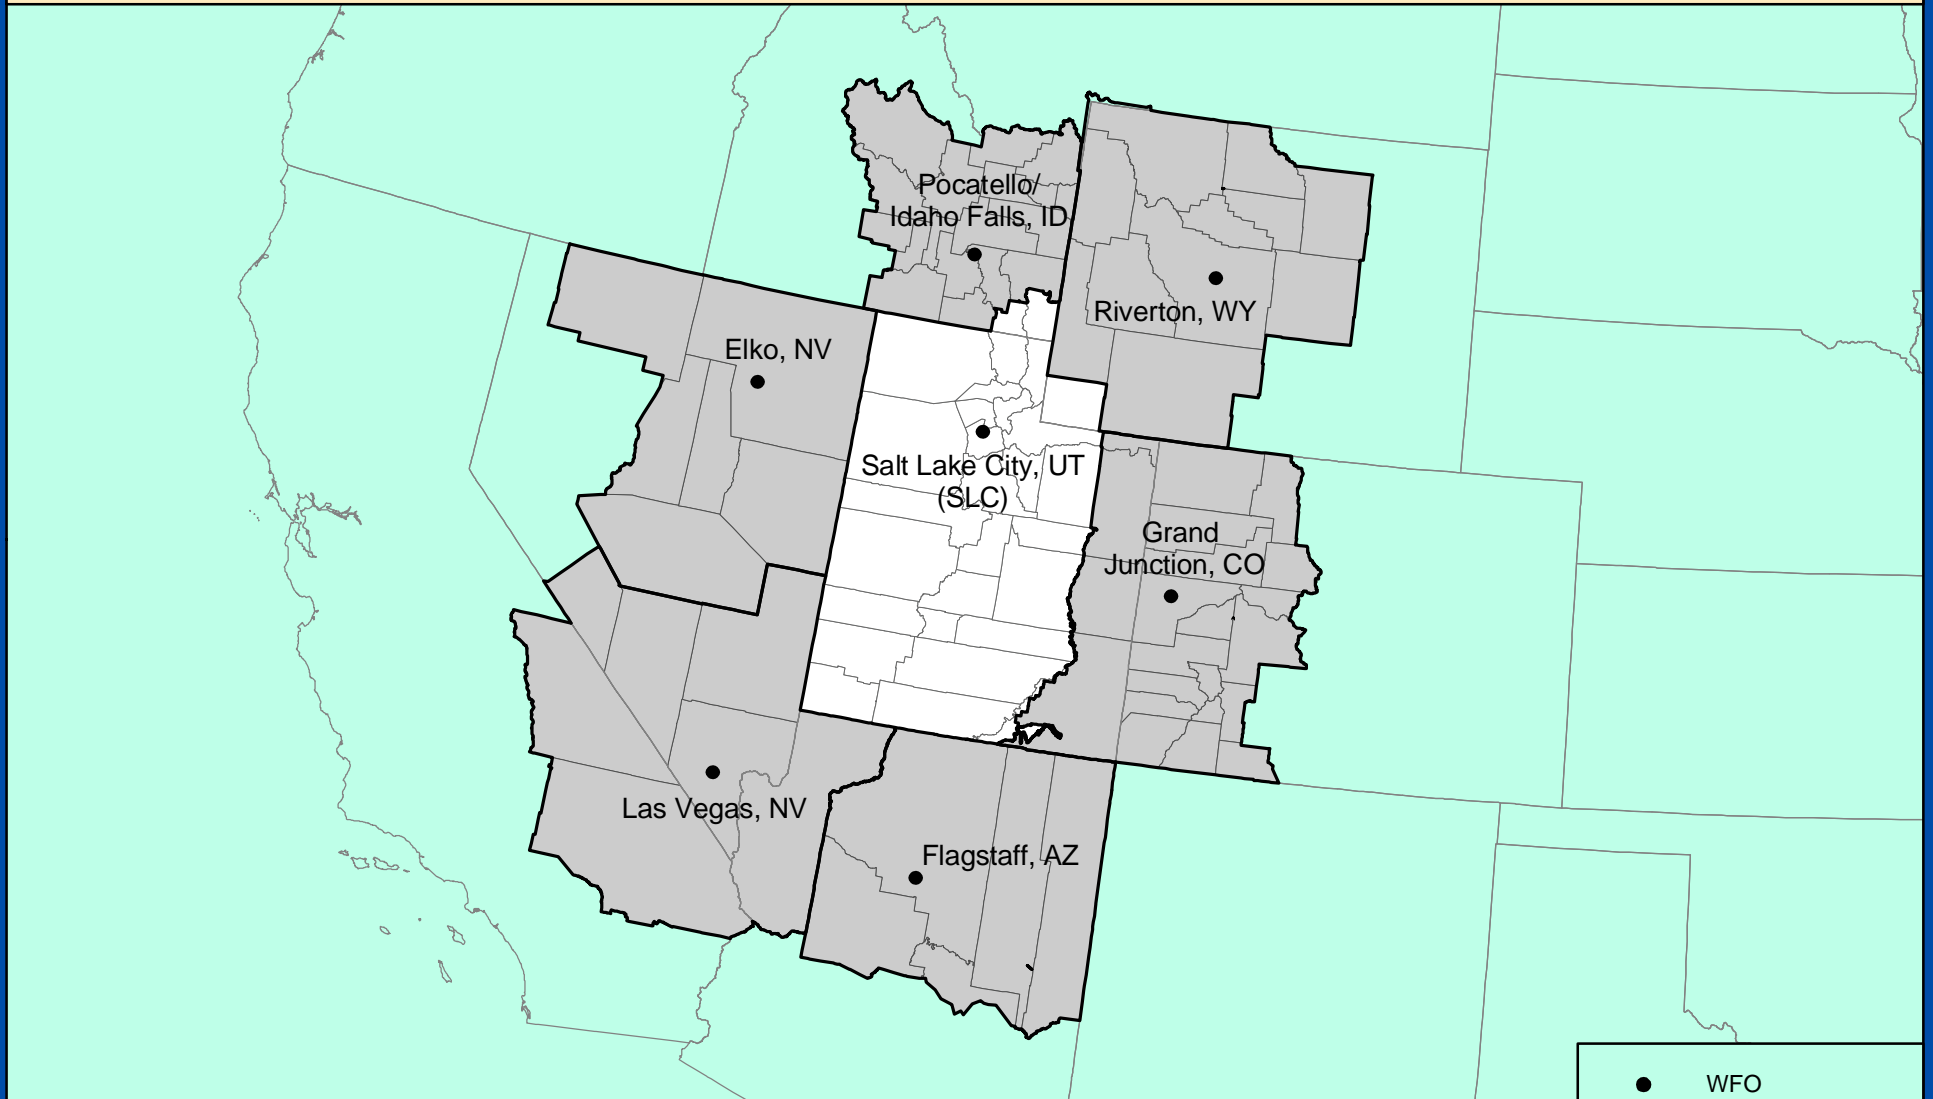 Pocatello/
Idaho Falls, ID
Riverton, WY
Elko, NV
Salt Lake City, UT
(SLC)
Grand
Junction, CO
Las Vegas, NV
Flagstaff, AZ
WFO